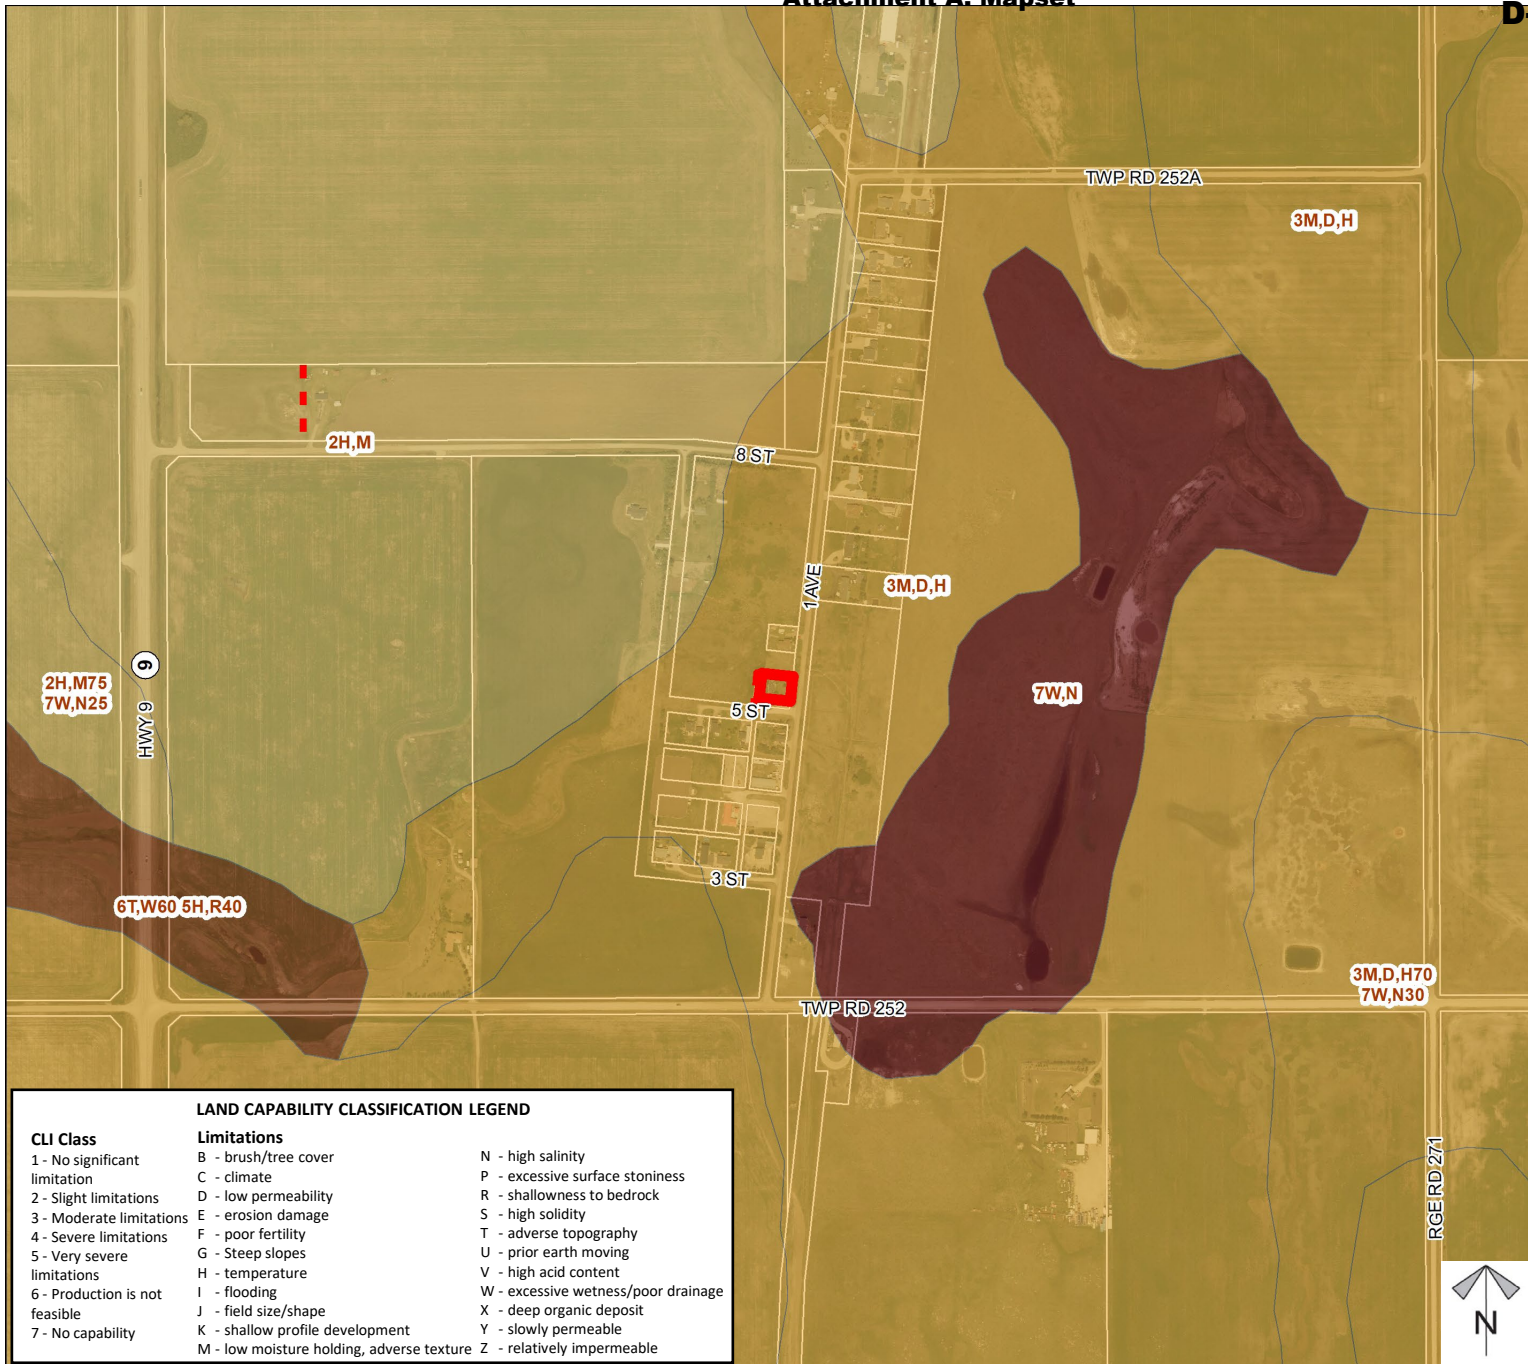 Attachment A: Mapset
D-
TWP RD 252A
3M,D,H
2H,M
8 ST
1 AVE
3M,D,H
9
2H,M75
7W,N25
HWY 9
5 ST
7W,N
3 ST
6T,W60 5H,R40
3M,D,H70
7W,N30
TWP RD 252
RGE RD 271
LAND CAPABILITY CLASSIFICATION LEGEND
CLI Class
1 - No significant
limitation
2 - Slight limitations
3 - Moderate limitations
4 - Severe limitations
5 - Very severe
limitations
6 - Production is not
feasible
7 - No capability
Limitations
B - brush/tree cover
C - climate
D - low permeability
E - erosion damage
F - poor fertility
G - Steep slopes
H - temperature
I - flooding
J - field size/shape
K - shallow profile development
M - low moisture holding, adverse texture
N - high salinity
P - excessive surface stoniness
R - shallowness to bedrock
S - high solidity
T - adverse topography
U - prior earth moving
V - high acid content
W - excessive wetness/poor drainage
X - deep organic deposit
Y - slowly permeable
Z - relatively impermeable
N